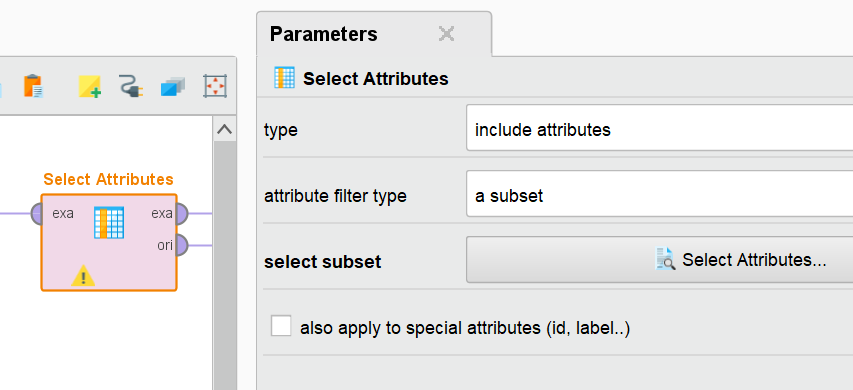 Parameters
Select Attributes
type
include attributes
attribute filter type
a subset
select subset
Select Attributes...
also apply to special attributes (id, label..)
Select Attributes
exa
exa
ori